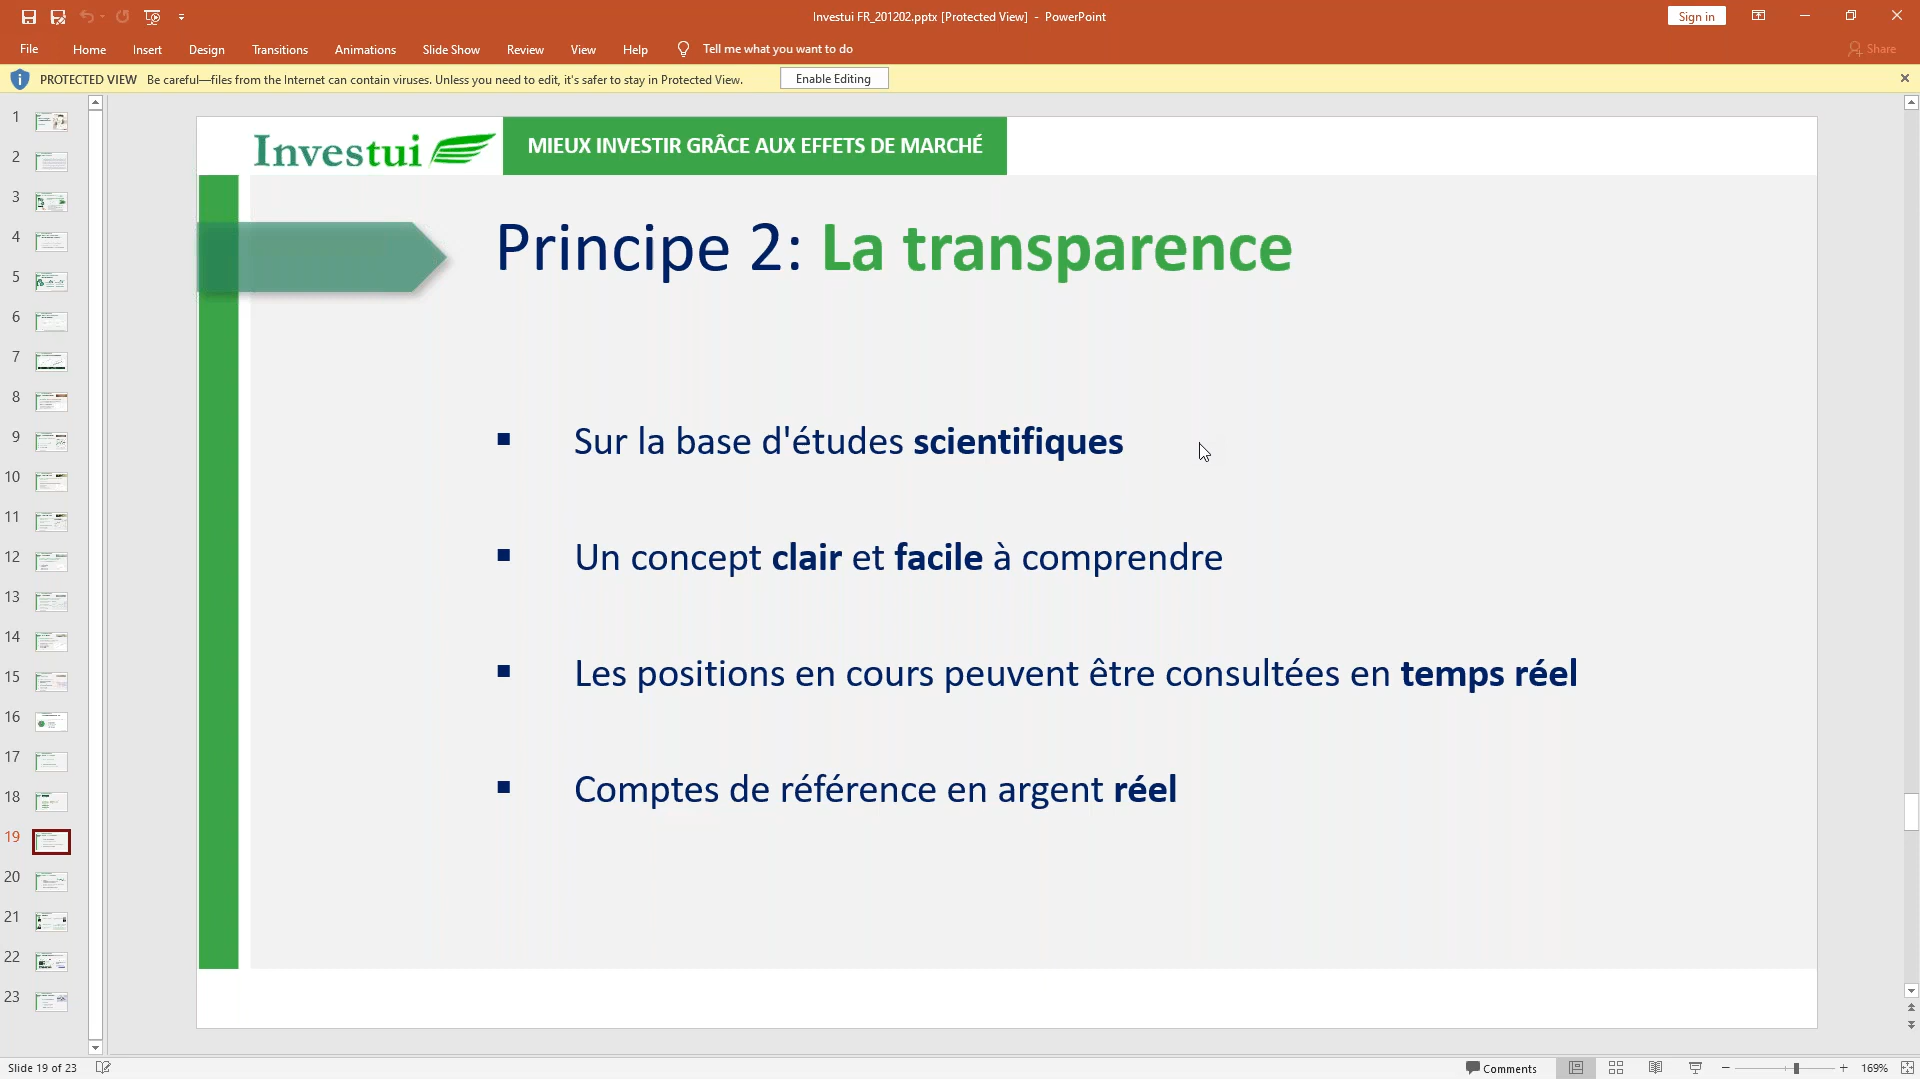 Investui FR_201202.pptx [Protected View] - PowerPoint
Sign in
File Home Insert Design Transitions Animations Slide Show Review View Help Tell me what you want to do Share
PROTECTED VIEW Be careful—files from the Internet can contain viruses. Unless you need to edit, it's safer to stay in Protected View. Enable Editing
1
2
3
4
5
6
7
8
9
10
11
12
13
14
15
16
17
18
19
20
21
22
23
Investui
MIEUX INVESTIR GRÂCE AUX EFFETS DE MARCHÉ
Principe 2: La transparence
▪ Sur la base d'études scientifiques
▪ Un concept clair et facile à comprendre
▪ Les positions en cours peuvent être consultées en temps réel
▪ Comptes de référence en argent réel
Slide 19 of 23 Comments 169%